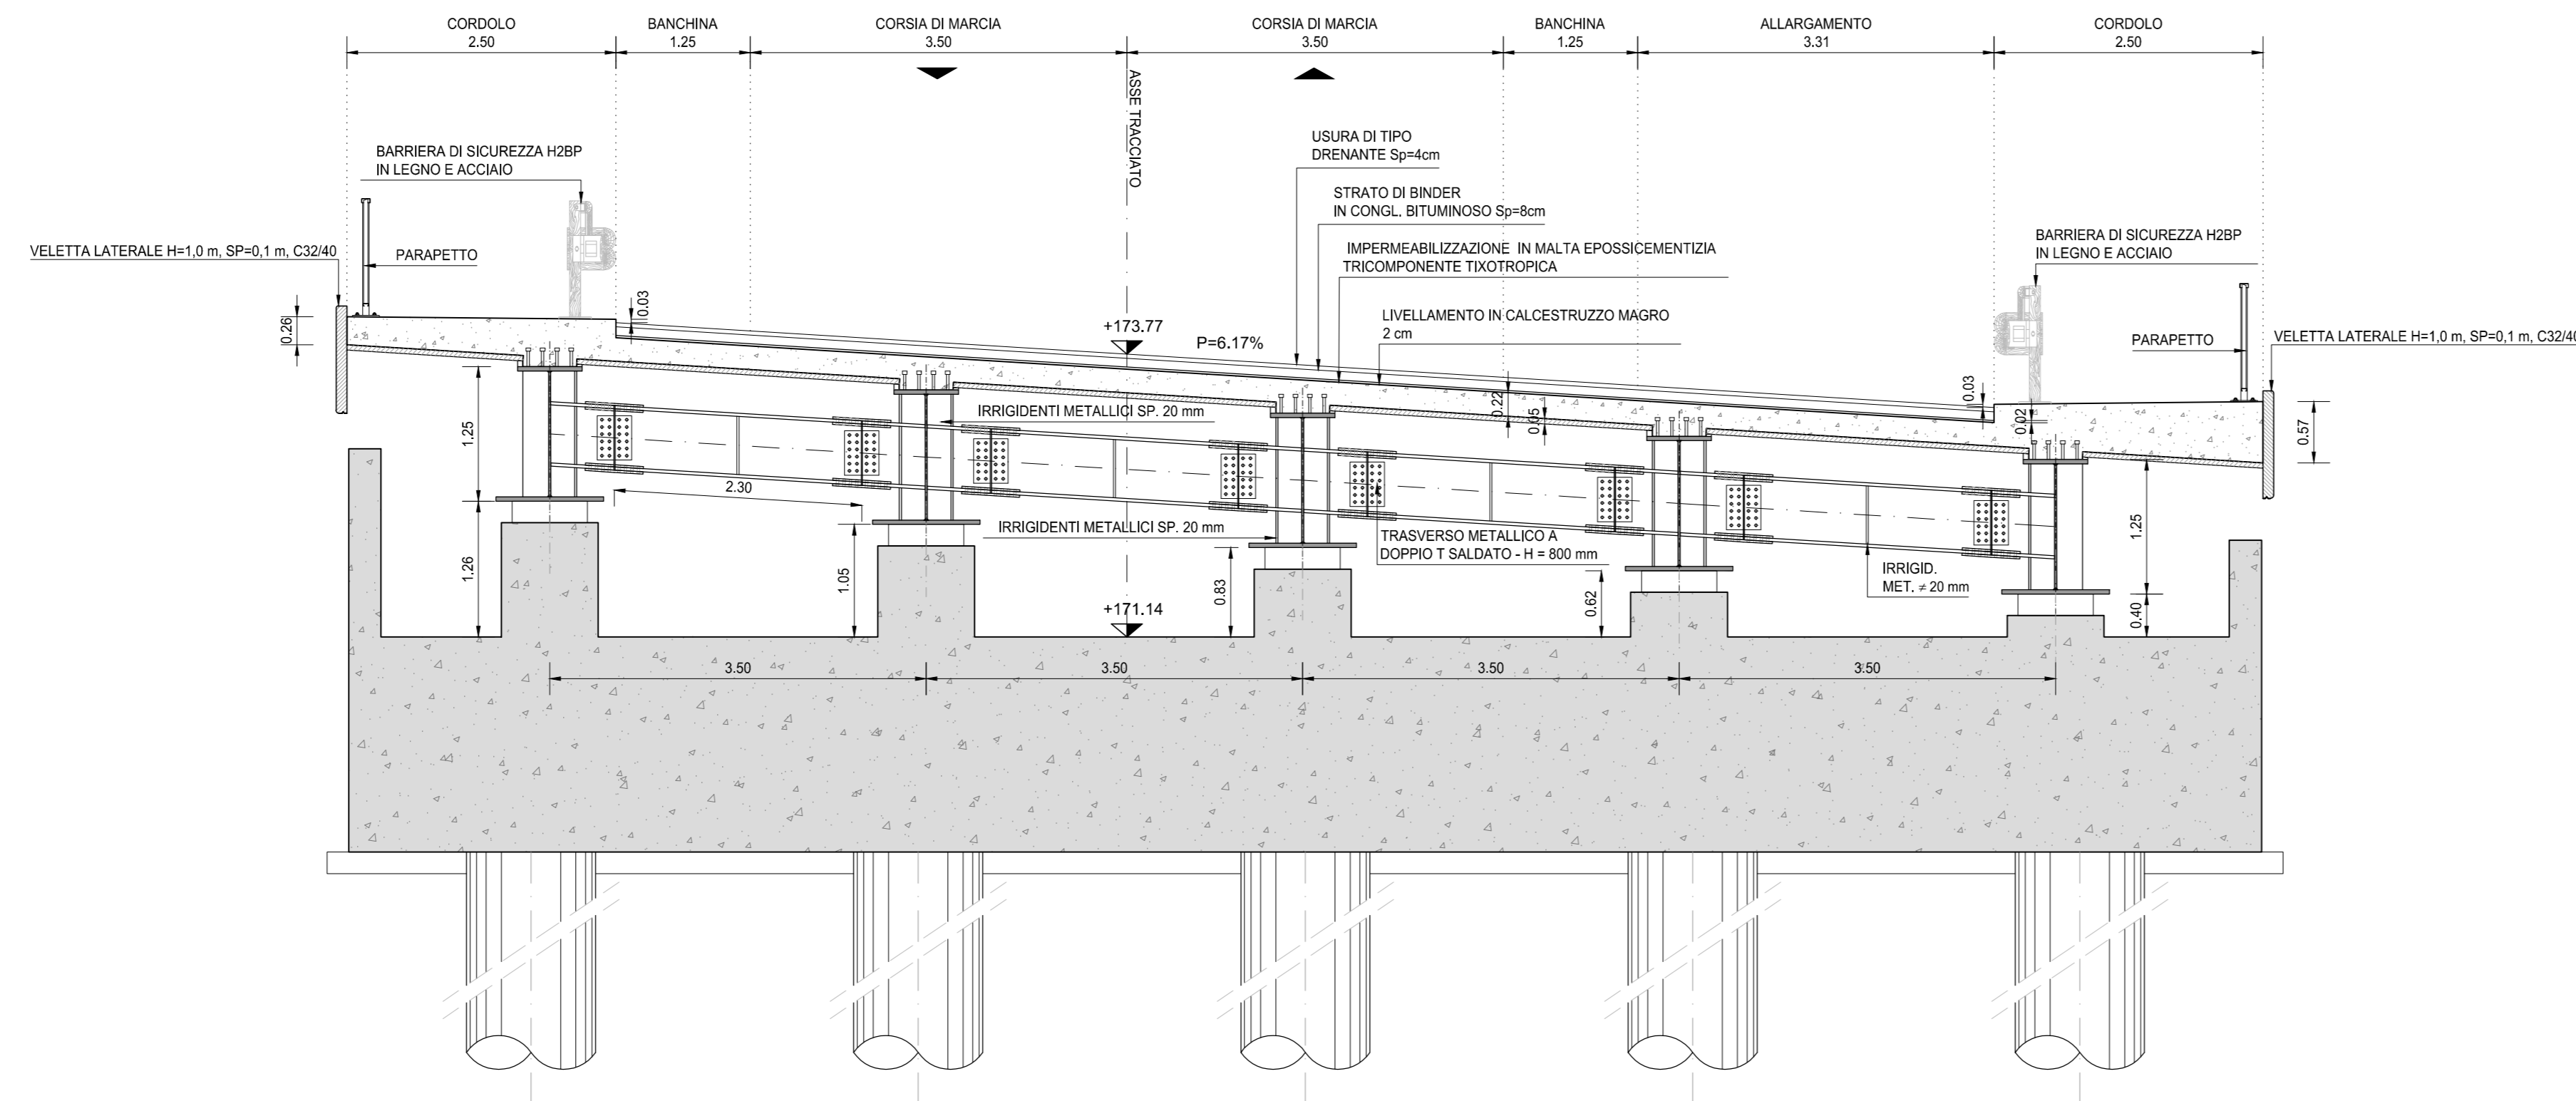 CORDOLO
2.50
BANCHINA
1.25
CORSIA DI MARCIA
3.50
CORSIA DI MARCIA
3.50
BANCHINA
1.25
ALLARGAMENTO
3.31
CORDOLO
2.50
ASSE TRACCIATO
USURA DI TIPO
DRENANTE Sp=4cm
BARRIERA DI SICUREZZA H2BP
IN LEGNO E ACCIAIO
STRATO DI BINDER
IN CONGL. BITUMINOSO Sp=8cm
VELETTA LATERALE H=1,0 m, SP=0,1 m, C32/40
PARAPETTO
IMPERMEABILIZZAZIONE IN MALTA EPOSSICEMENTIZIA
TRICOMPONENTE TIXOTROPICA
BARRIERA DI SICUREZZA H2BP
IN LEGNO E ACCIAIO
0.26
0.03
+173.77
P=6.17%
LIVELLAMENTO IN CALCESTRUZZO MAGRO
2 cm
PARAPETTO
VELETTA LATERALE H=1,0 m, SP=0,1 m, C32/40
0.03
0.22
0.05
0.02
0.57
1.25
IRRIGIDENTI METALLICI SP. 20 mm
2.30
IRRIGIDENTI METALLICI SP. 20 mm
TRASVERSO METALLICO A
DOPPIO T SALDATO - H = 800 mm
1.25
IRRIGID.
MET. ≠ 20 mm
1.26
1.05
0.83
0.62
0.40
+171.14
3.50
3.50
3.50
3.50